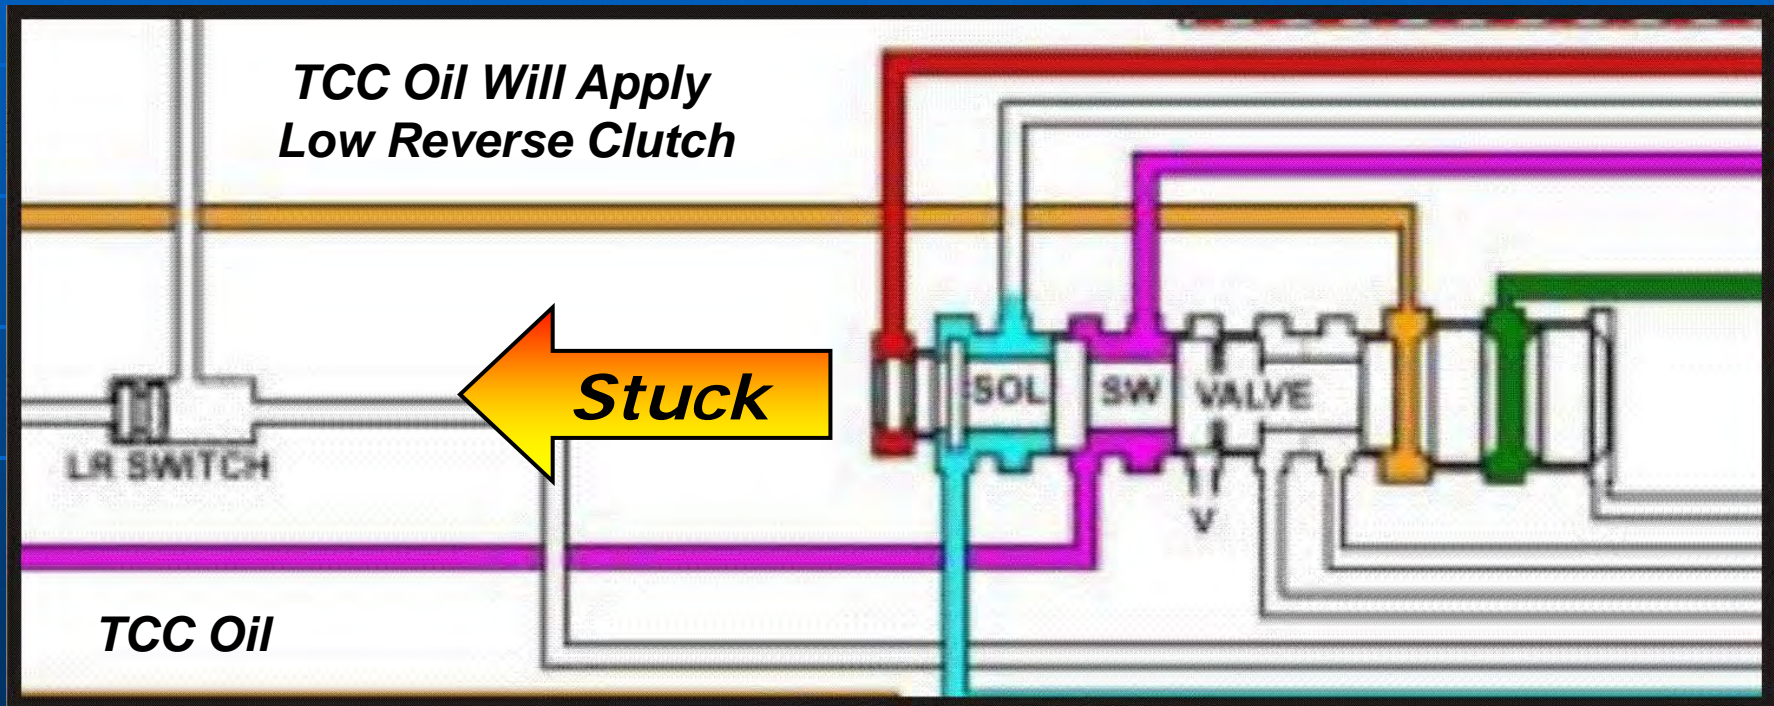 TCC Oil Will Apply
Low Reverse Clutch
Stuck
SOL SW VALVE
LR SWITCH
V
TCC Oil